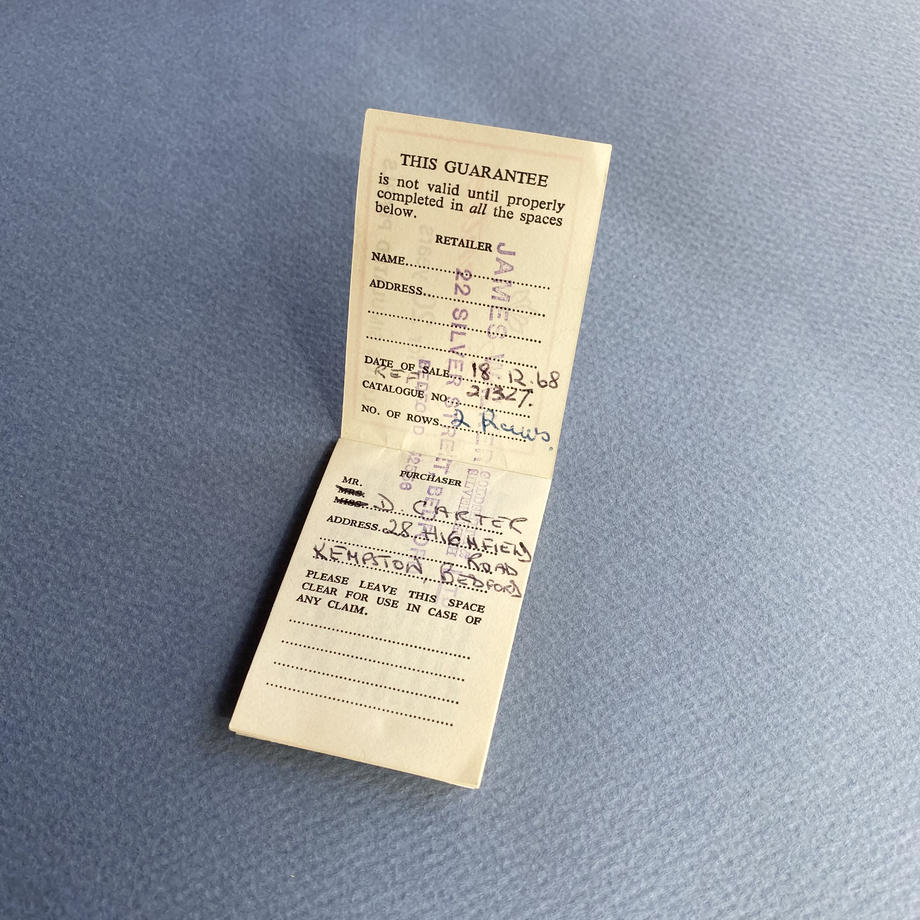 THIS GUARANTEE
is not valid until properly
completed in all the spaces
below.
RETAILER
NAME
ADDRESS
DATE OF SALE 18 12.68
REF
CATALOGUE NO. 21327.
NO. OF ROWS 2 Rows.
JAMES
22 SILVER STREET BEDFORD
BEDFORD
PURCHASER
MR.
MRS.
MISS. D. CARTER
ADDRESS. 28. HIGHFIELD
ROAD
KEMPSTON, BEDFORD
PLEASE LEAVE THIS SPACE
CLEAR FOR USE IN CASE OF
ANY CLAIM.